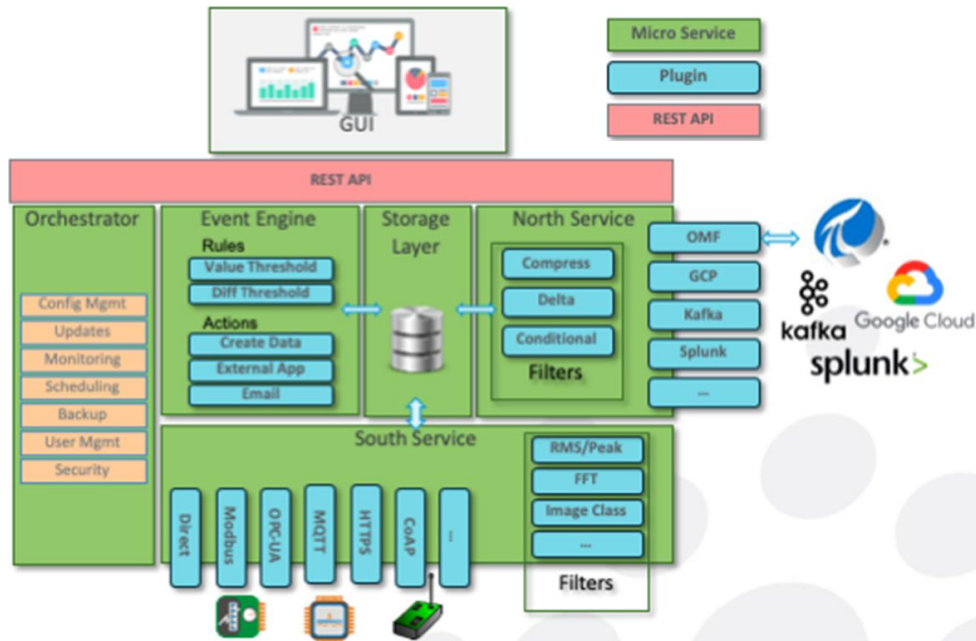 GUI
Micro Service
Plugin
REST API
REST API
Orchestrator
Config Mgmt
Updates
Monitoring
Scheduling
Backup
User Mgmt
Security
Event Engine
Rules
Value Threshold
Diff Threshold
Actions
Create Data
External App
Email
Storage
Layer
North Service
Compress
Delta
Conditional
Filters
OMF
GCP
Kafka
Splunk
...
kafka
Google Cloud
splunk>
South Service
Direct
Modbus
OPC-UA
MQTT
HTTPS
CoAP
...
RMS/Peak
FFT
Image Class
...
Filters